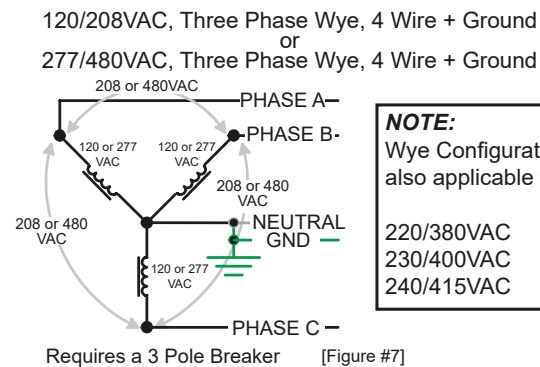 120/208VAC, Three Phase Wye, 4 Wire + Ground
or
277/480VAC, Three Phase Wye, 4 Wire + Ground
208 or 480VAC
PHASE A
PHASE B
120 or 277
VAC
120 or 277
VAC
208 or 480
VAC
208 or 480
VAC
NEUTRAL
GND
120 or 277
VAC
PHASE C
Requires a 3 Pole Breaker
[Figure #7]
NOTE:
Wye Configurat
also applicable
220/380VAC
230/400VAC
240/415VAC